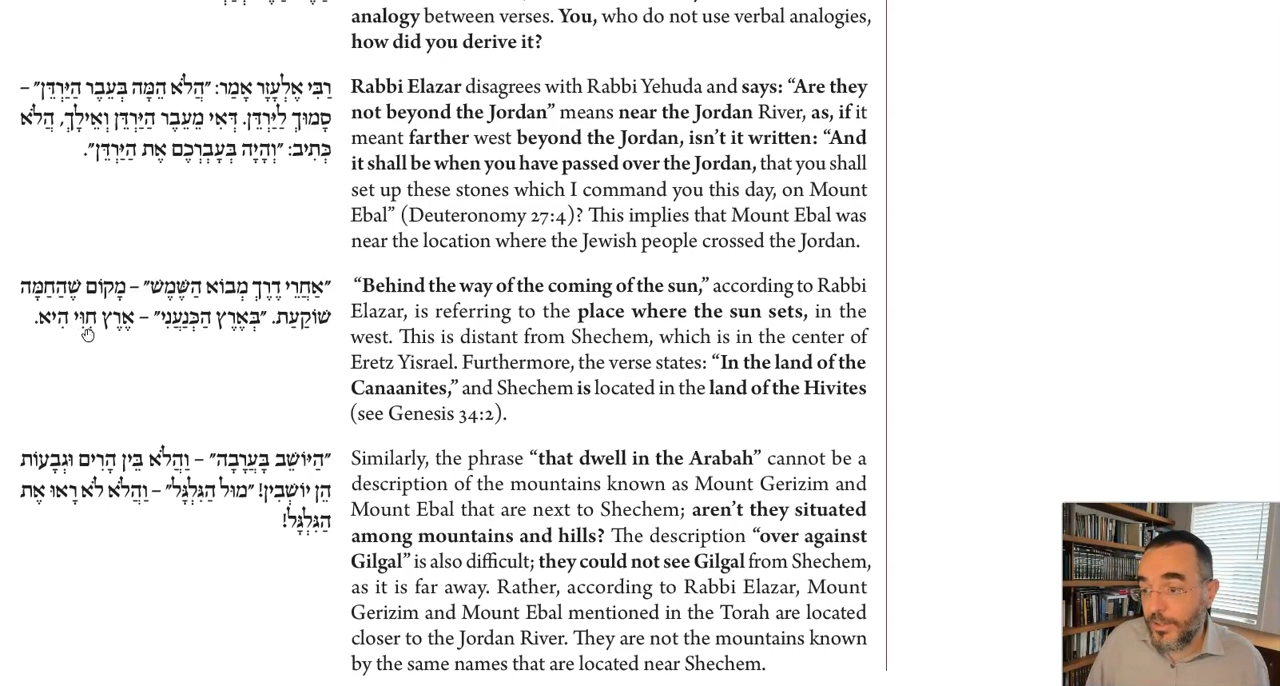 analogy between verses. You, who do not use verbal analogies,
how did you derive it?
רַבִּי אֶלְעָזָר אָמַר: ״הֲלֹא הֵמָּה בְּעֵבֶר הַיַּרְדֵּן״ –
סָמוּךְ לַיַּרְדֵּן. דְּאִי מֵעֵבֶר הַיַּרְדֵּן וְאֵילָךְ, הֲלֹא
כְּתִיב: ״וְהָיָה בְּעׇבְרְכֶם אֶת הַיַּרְדֵּן״.
Rabbi Elazar disagrees with Rabbi Yehuda and says: “Are they
not beyond the Jordan” means near the Jordan River, as, if it
meant farther west beyond the Jordan, isn’t it written: “And
it shall be when you have passed over the Jordan, that you shall
set up these stones which I command you this day, on Mount
Ebal” (Deuteronomy 27:4)? This implies that Mount Ebal was
near the location where the Jewish people crossed the Jordan.
״אַחֲרֵי דֶּרֶךְ מְבוֹא הַשֶּׁמֶשׁ״ – מָקוֹם שֶׁהַחַמָּה
שׁוֹקַעַת. ״בְּאֶרֶץ הַכְּנַעֲנִי״ – אֶרֶץ חִוִּי הִיא.
“Behind the way of the coming of the sun,” according to Rabbi
Elazar, is referring to the place where the sun sets, in the
west. This is distant from Shechem, which is in the center of
Eretz Yisrael. Furthermore, the verse states: “In the land of the
Canaanites,” and Shechem is located in the land of the Hivites
(see Genesis 34:2).
״הַיּוֹשֵׁב בָּעֲרָבָה״ – וַהֲלֹא בֵּין הָרִים וּגְבָעוֹת
הֵן יוֹשְׁבִין! ״מוּל הַגִּלְגָּל״ – וַהֲלֹא לֹא רָאוּ אֶת
הַגִּלְגָּל!
Similarly, the phrase “that dwell in the Arabah” cannot be a
description of the mountains known as Mount Gerizim and
Mount Ebal that are next to Shechem; aren’t they situated
among mountains and hills? The description “over against
Gilgal” is also difficult; they could not see Gilgal from Shechem,
as it is far away. Rather, according to Rabbi Elazar, Mount
Gerizim and Mount Ebal mentioned in the Torah are located
closer to the Jordan River. They are not the mountains known
by the same names that are located near Shechem.